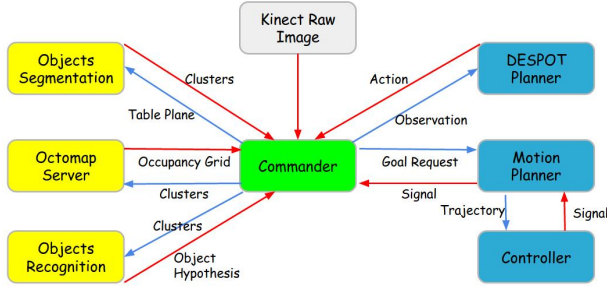 Kinect Raw
Image
Objects
Segmentation
Clusters
Table Plane
Action
Observation
DESPOT
Planner
Octomap
Server
Occupancy Grid
Clusters
Commander
Goal Request
Signal
Motion
Planner
Trajectory
Signal
Objects
Recognition
Clusters
Object
Hypothesis
Controller